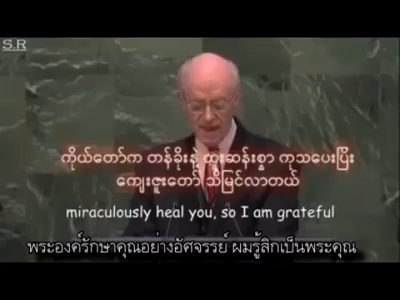 S.R
ကိုယ်တော်က တန်ခိုးနဲ့ ထူးဆန်းစွာ ကုသပေးပြီး
ကျေးဇူးတော် သိမြင်လာတယ်
miraculously heal you, so I am grateful
พระองค์รักษาคุณอย่างอัศจรรย์ ผมรู้สึกเป็นพระคุณ